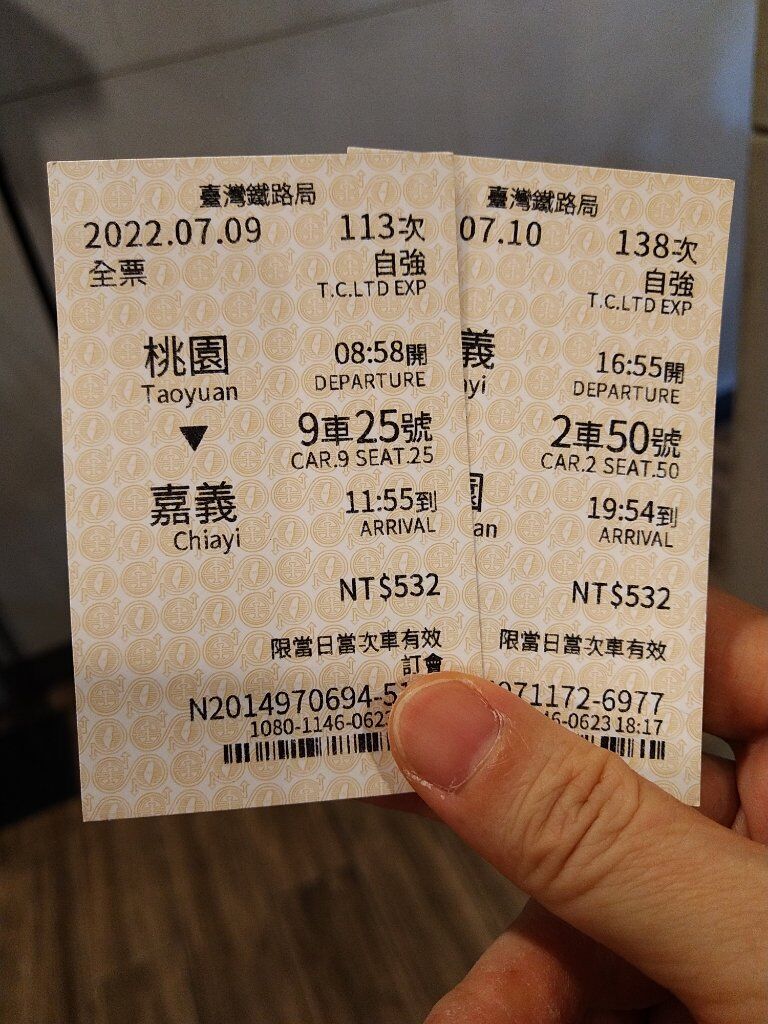 臺灣鐵路局
2022.07.09 113次
全票 自強
T.C.LTD EXP
桃園 08:58開
Taoyuan DEPARTURE
▼ 9車25號
CAR.9 SEAT.25
嘉義 11:55到
Chiayi ARRIVAL
NT$532
限當日當次車有效
訂會
N2014970694-5
1080-1146-0623
臺灣鐵路局
07.10 138次
自強
T.C.LTD EXP
義 16:55開
yi DEPARTURE
2車50號
CAR.2 SEAT.50
園 19:54到
an ARRIVAL
NT$532
限當日當次車有效
971172-6977
46-0623 18:17